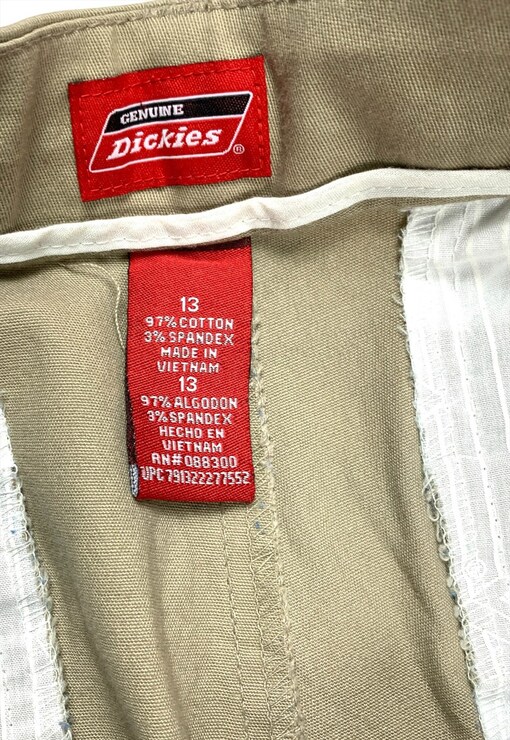 GENUINE
Dickies®
13
97% COTTON
3% SPANDEX
MADE IN
VIETNAM
13
97% ALGODON
3% SPANDEX
HECHO EN
VIETNAM
RN# 088300
UPC 791322277552